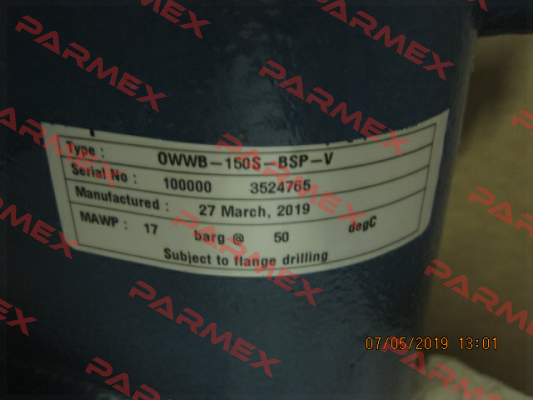 Type : OWWB-150S-BSP-V
Serial No : 100000 3524765
Manufactured : 27 March, 2019
MAWP : 17 barg @ 50 degC
Subject to flange drilling
07/05/2019 13:01
PARMEX
PARMEX
PARMEX
PARMEX
PARMEX
PARMEX